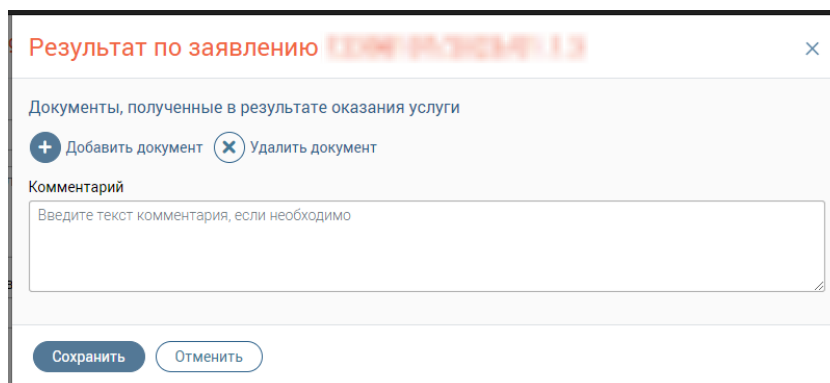 Результат по заявлению
Документы, полученные в результате оказания услуги
Добавить документ Удалить документ
Комментарий
Введите текст комментария, если необходимо
Сохранить Отменить